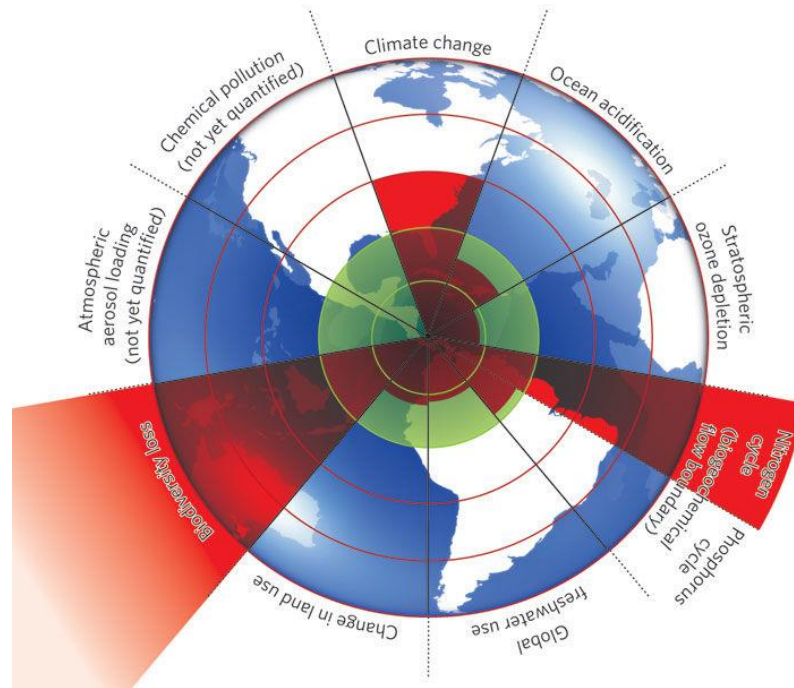 Climate change
Ocean acidification
Stratospheric
ozone depletion
Nitrogen
cycle
(biogeochemical
flow boundary)
Phosphorus
cycle
Global
freshwater use
Change in land use
Biodiversity loss
Atmospheric
aerosol loading
(not yet quantified)
Chemical pollution
(not yet quantified)